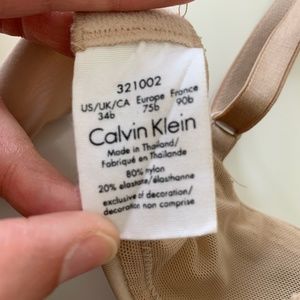 321002
US/UK/CA Europe France
34b 75b 90b
Calvin Klein
Made in Thailand/
Fabriqué en Thaïlande
80% nylon
20% elastane/élasthanne
exclusive of decoration/
decoration non comprise